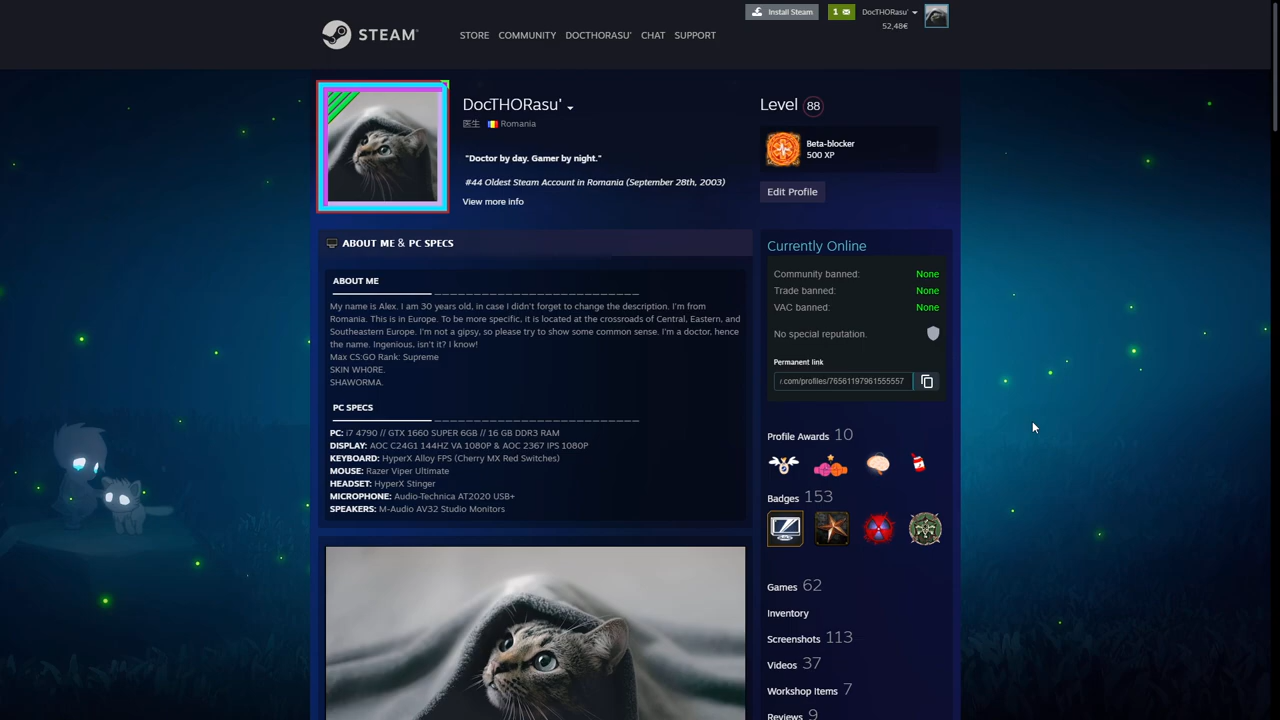 Install Steam
1
DocTHORasu'
52,48€
STEAM
STORE
COMMUNITY
DOCTHORASU'
CHAT
SUPPORT
DocTHORasu'
医生
Romania
"Doctor by day. Gamer by night."
#44 Oldest Steam Account in Romania (September 28th, 2003)
View more info
Level 88
Beta-blocker
500 XP
Edit Profile
ABOUT ME & PC SPECS
ABOUT ME
My name is Alex. I am 30 years old, in case I didn't forget to change the description. I'm from
Romania. This is in Europe. To be more specific, it is located at the crossroads of Central, Eastern, and
Southeastern Europe. I'm not a gipsy, so please try to show some common sense. I'm a doctor, hence
the name. Ingenious, isn't it? I know!
Max CS:GO Rank: Supreme
SKIN WH0RE.
SHAWORMA.
PC SPECS
PC: i7 4790 // GTX 1660 SUPER 6GB // 16 GB DDR3 RAM
DISPLAY: AOC C24G1 144HZ VA 1080P & AOC 2367 IPS 1080P
KEYBOARD: HyperX Alloy FPS (Cherry MX Red Switches)
MOUSE: Razer Viper Ultimate
HEADSET: HyperX Stinger
MICROPHONE: Audio-Technica AT2020 USB+
SPEAKERS: M-Audio AV32 Studio Monitors
Currently Online
Community banned: None
Trade banned: None
VAC banned: None
No special reputation.
Permanent link
.com/profiles/76561197961555557
Profile Awards 10
Badges 153
Games 62
Inventory
Screenshots 113
Videos 37
Workshop Items 7
Reviews 9